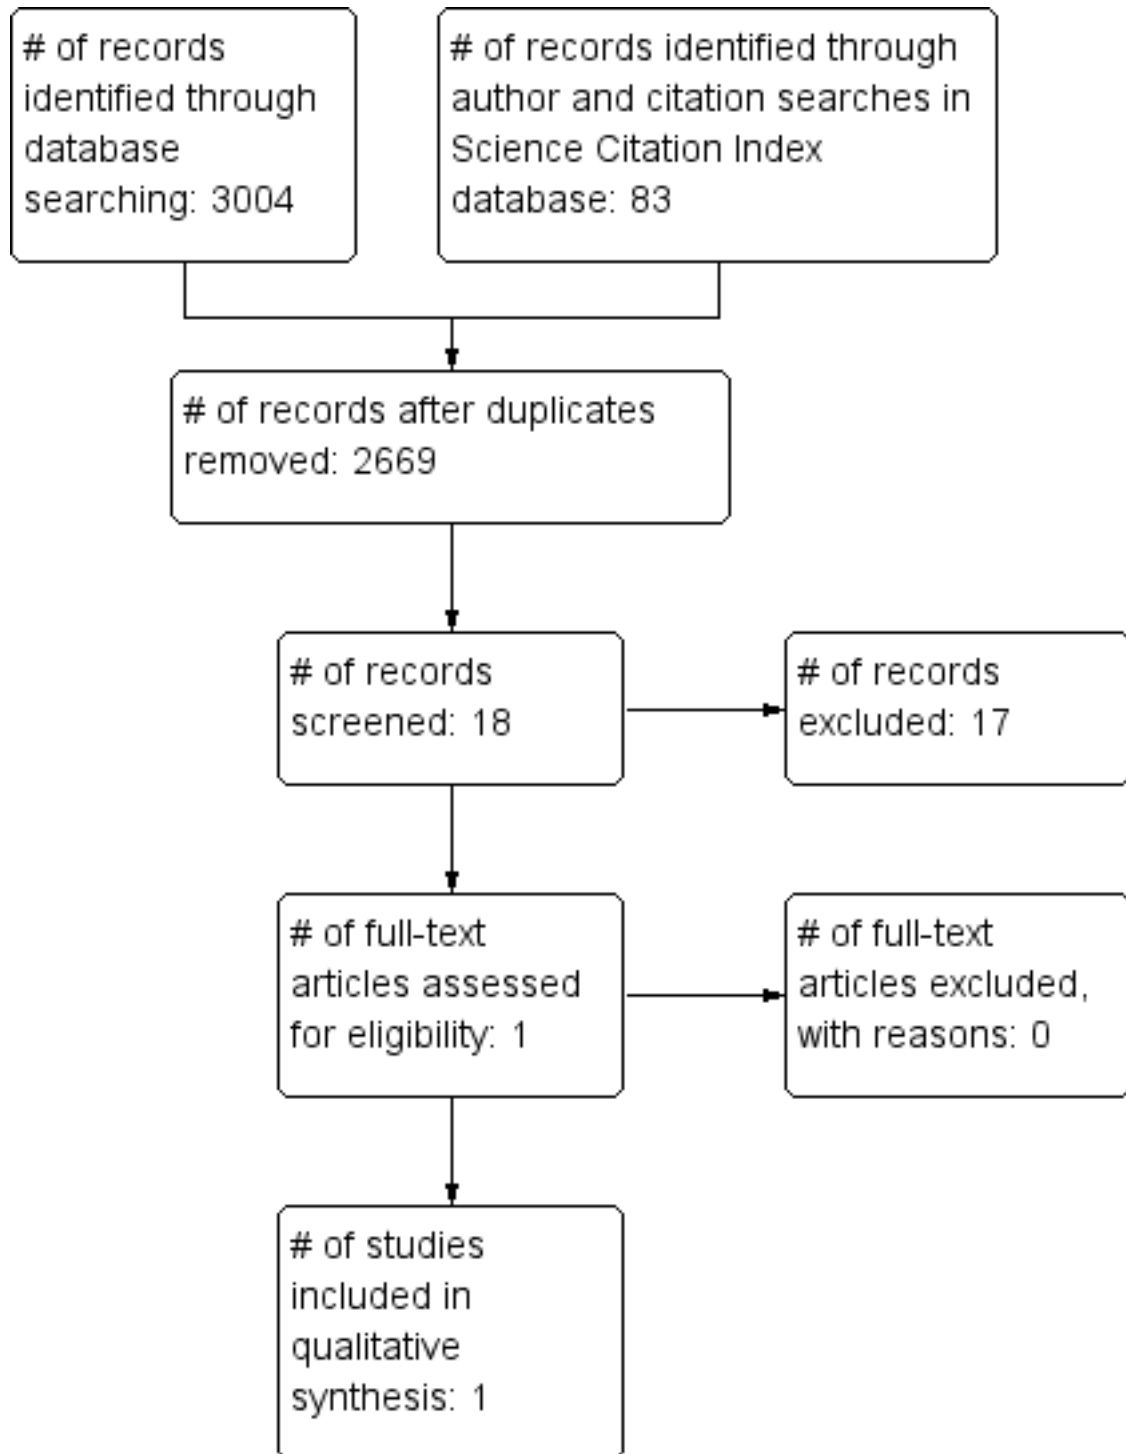 # of records
identified through
database
searching: 3004
# of records identified through
author and citation searches in
Science Citation Index
database: 83
# of records after duplicates
removed: 2669
# of records
screened: 18
# of records
excluded: 17
# of full-text
articles assessed
for eligibility: 1
# of full-text
articles excluded,
with reasons: 0
# of studies
included in
qualitative
synthesis: 1